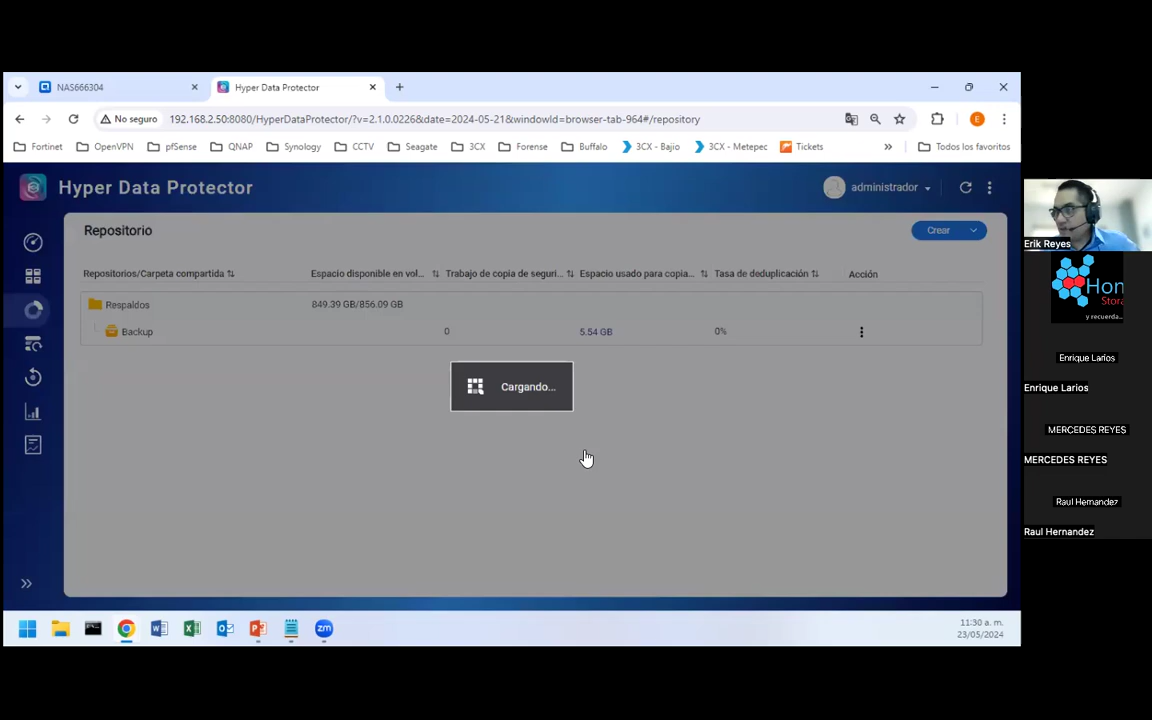 NAS666304
Hyper Data Protector
No seguro
192.168.2.50:8080/HyperDataProtector/?v=2.1.0.0226&date=2024-05-21&windowId=browser-tab-964#/repository
E
Fortinet
OpenVPN
pfSense
QNAP
Synology
CCTV
Seagate
3CX
Forense
Buffalo
3CX - Bajio
3CX - Metepec
Tickets
»
Todos los favoritos
Hyper Data Protector
administrador
Repositorio
Crear
Repositorios/Carpeta compartida
Espacio disponible en vol...
Trabajo de copia de seguri...
Espacio usado para copia...
Tasa de deduplicación
Acción
Respaldos
849.39 GB/856.09 GB
Backup
0
5.54 GB
0%
Cargando...
11:30 a. m.
23/05/2024
zm
Erik Reyes
Hon
Stora
y recuerda...
Enrique Larios
Enrique Larios
MERCEDES REYES
MERCEDES REYES
Raul Hernandez
Raul Hernandez